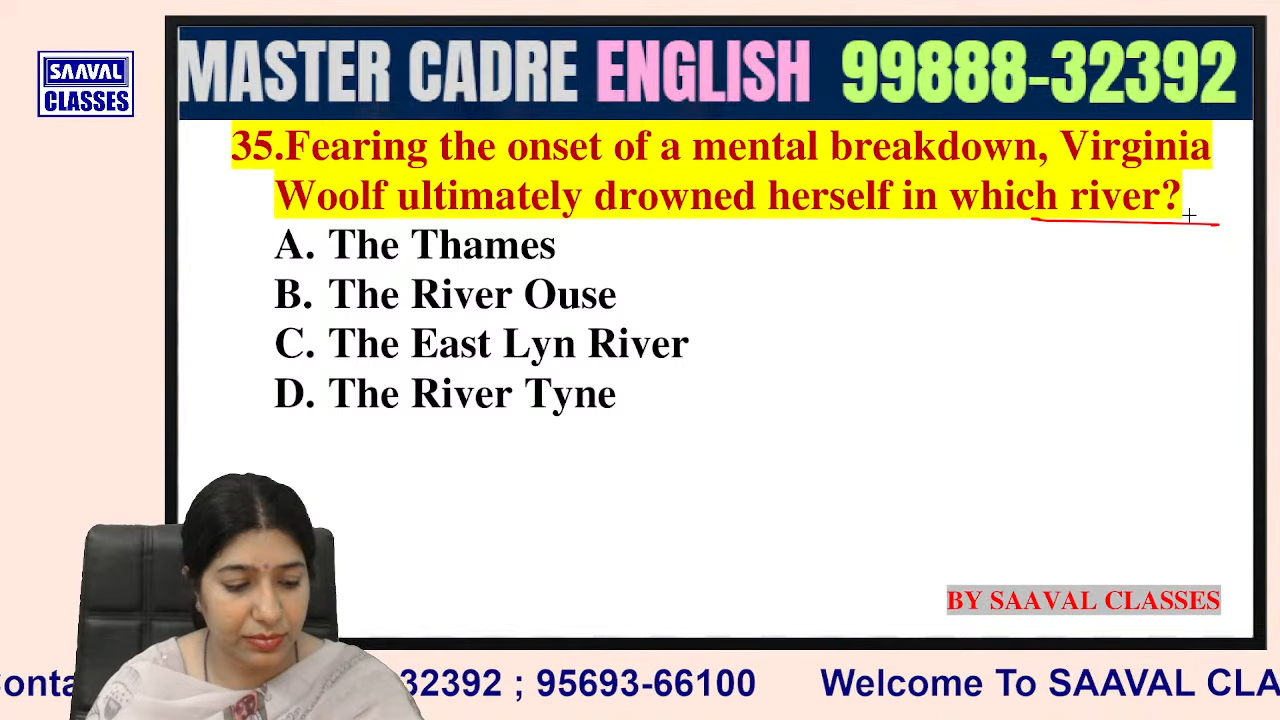 SAAVAL
CLASSES
MASTER CADRE ENGLISH 99888-32392
35.Fearing the onset of a mental breakdown, Virginia
Woolf ultimately drowned herself in which river?
A. The Thames
B. The River Ouse
C. The East Lyn River
D. The River Tyne
BY SAAVAL CLASSES
32392 ; 95693-66100 Welcome To SAAVAL